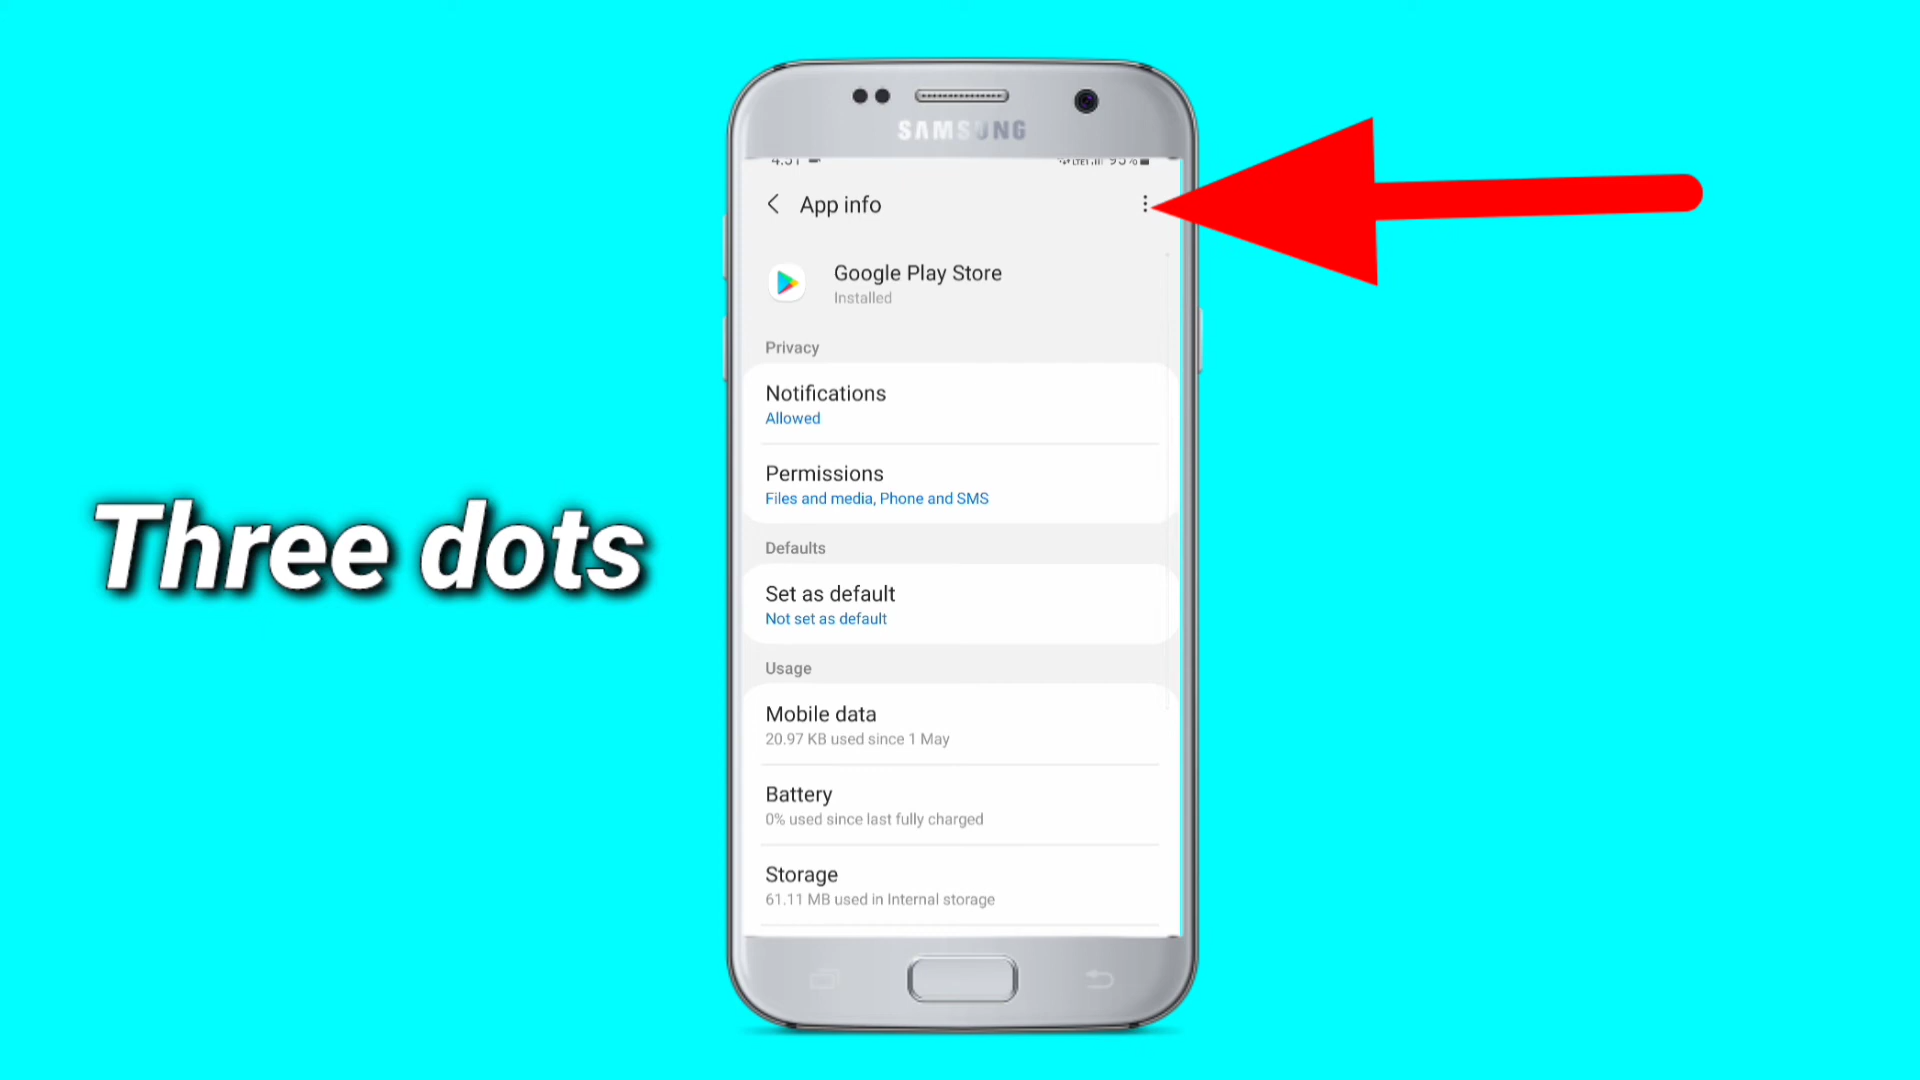 SAMSUNG
App info
Google Play Store
Installed
Privacy
Notifications
Allowed
Permissions
Files and media, Phone and SMS
Three dots
Defaults
Set as default
Not set as default
Usage
Mobile data
20.97 KB used since 1 May
Battery
0% used since last fully charged
Storage
61.11 MB used in Internal storage